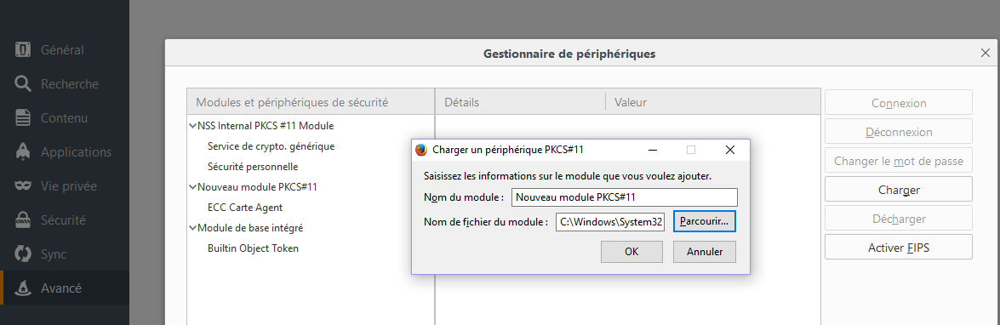 Général
Recherche
Contenu
Applications
Vie privée
Sécurité
Sync
Avancé
Gestionnaire de périphériques
Modules et périphériques de sécurité
Détails
Valeur
NSS Internal PKCS #11 Module
Service de crypto. générique
Sécurité personnelle
Nouveau module PKCS#11
ECC Carte Agent
Module de base intégré
Builtin Object Token
Charger un périphérique PKCS#11
Saisissez les informations sur le module que vous voulez ajouter.
Nom du module : Nouveau module PKCS#11
Nom de fichier du module : C:\Windows\System32 Parcourir...
OK Annuler
Connexion
Déconnexion
Changer le mot de passe
Charger
Décharger
Activer FIPS